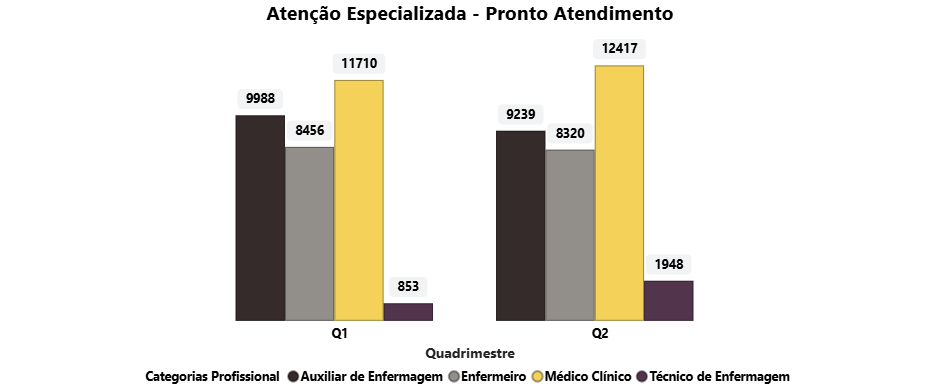 Atenção Especializada - Pronto Atendimento
9988
8456
11710
853
9239
8320
12417
1948
Q1
Q2
Quadrimestre
Categorias Profissional Auxiliar de Enfermagem Enfermeiro Médico Clínico Técnico de Enfermagem